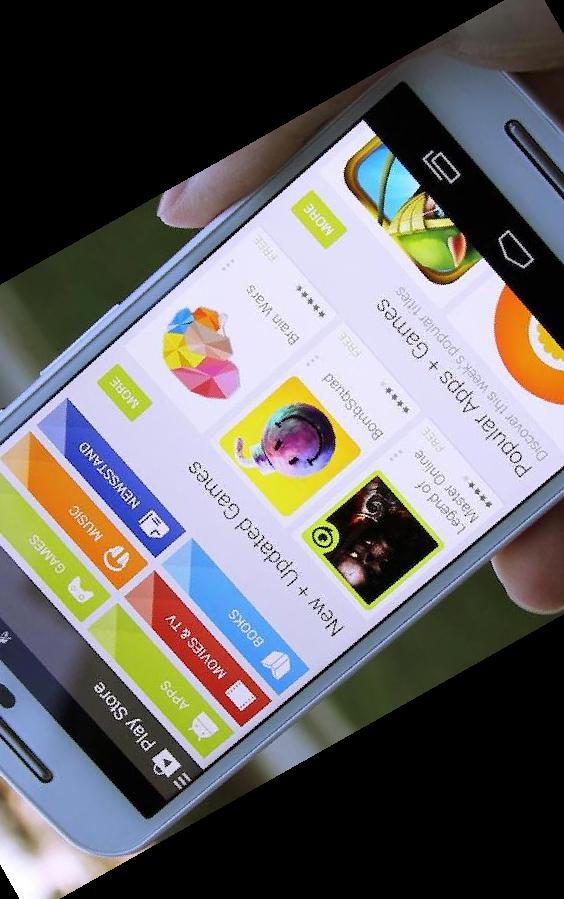 Play Store
APPS
GAMES
MOVIES & TV
MUSIC
BOOKS
NEWSSTAND
New + Updated Games
MORE
Legend of
Master Online
FREE
BombSquad
FREE
Brain Wars
FREE
Popular Apps + Games
Discover this week's popular titles
MORE